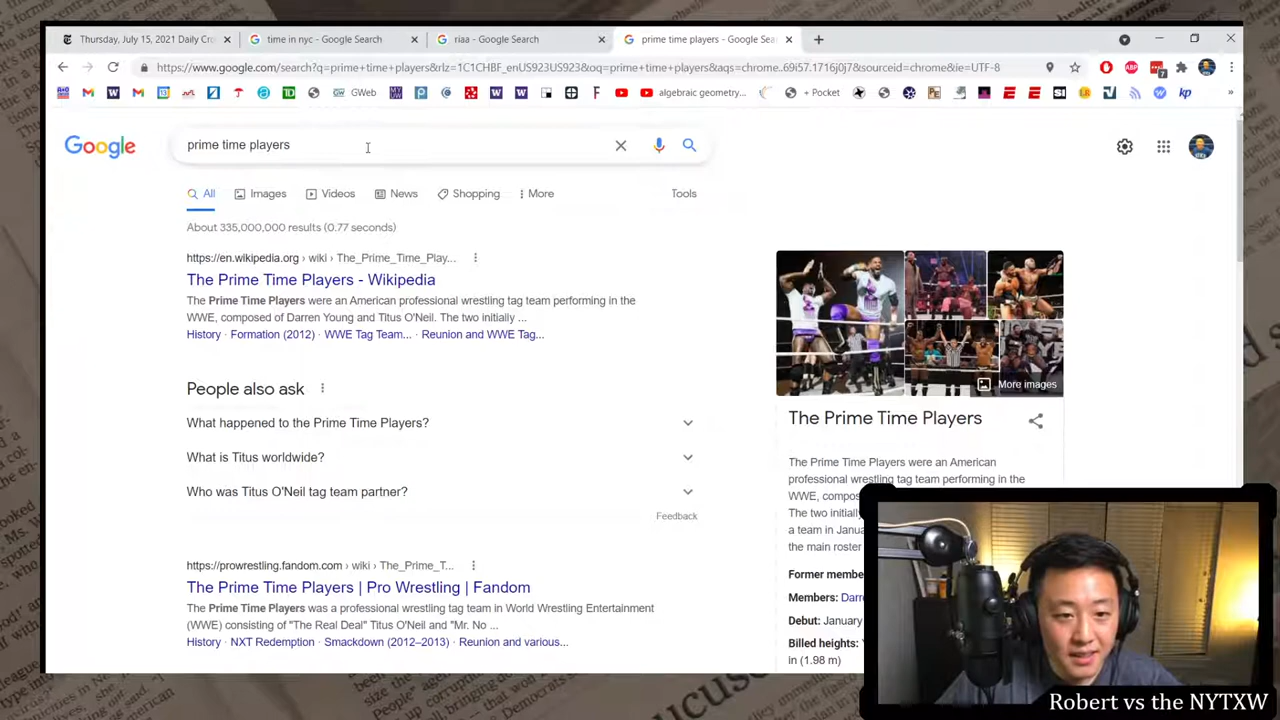 Thursday, July 15, 2021 Daily Cro
time in nyc - Google Search
riaa - Google Search
prime time players - Google Sea
https://www.google.com/search?q=prime+time+players&rlz=1C1CHBF_enUS923US923&oq=prime+time+players&aqs=chrome..69i57.1716j0j7&sourceid=chrome&ie=UTF-8
GWeb
algebraic geometry...
+ Pocket
Google
prime time players
All
Images
Videos
News
Shopping
More
Tools
About 335,000,000 results (0.77 seconds)
https://en.wikipedia.org › wiki › The_Prime_Time_Play...
The Prime Time Players - Wikipedia
The Prime Time Players were an American professional wrestling tag team performing in the
WWE, composed of Darren Young and Titus O'Neil. The two initially ...
History · Formation (2012) · WWE Tag Team... · Reunion and WWE Tag...
People also ask
What happened to the Prime Time Players?
What is Titus worldwide?
Who was Titus O'Neil tag team partner?
Feedback
https://prowrestling.fandom.com › wiki › The_Prime_T...
The Prime Time Players | Pro Wrestling | Fandom
The Prime Time Players was a professional wrestling tag team in World Wrestling Entertainment
(WWE) consisting of "The Real Deal" Titus O'Neil and "Mr. No ...
History · NXT Redemption · Smackdown (2012–2013) · Reunion and various...
More images
The Prime Time Players
The Prime Time Players were an American
professional wrestling tag team performing in the
WWE, compos
The two initially
a team in Janua
the main roster
Former membe
Members: Darre
Debut: January
Billed heights:
in (1.98 m)
Robert vs the NYTXW